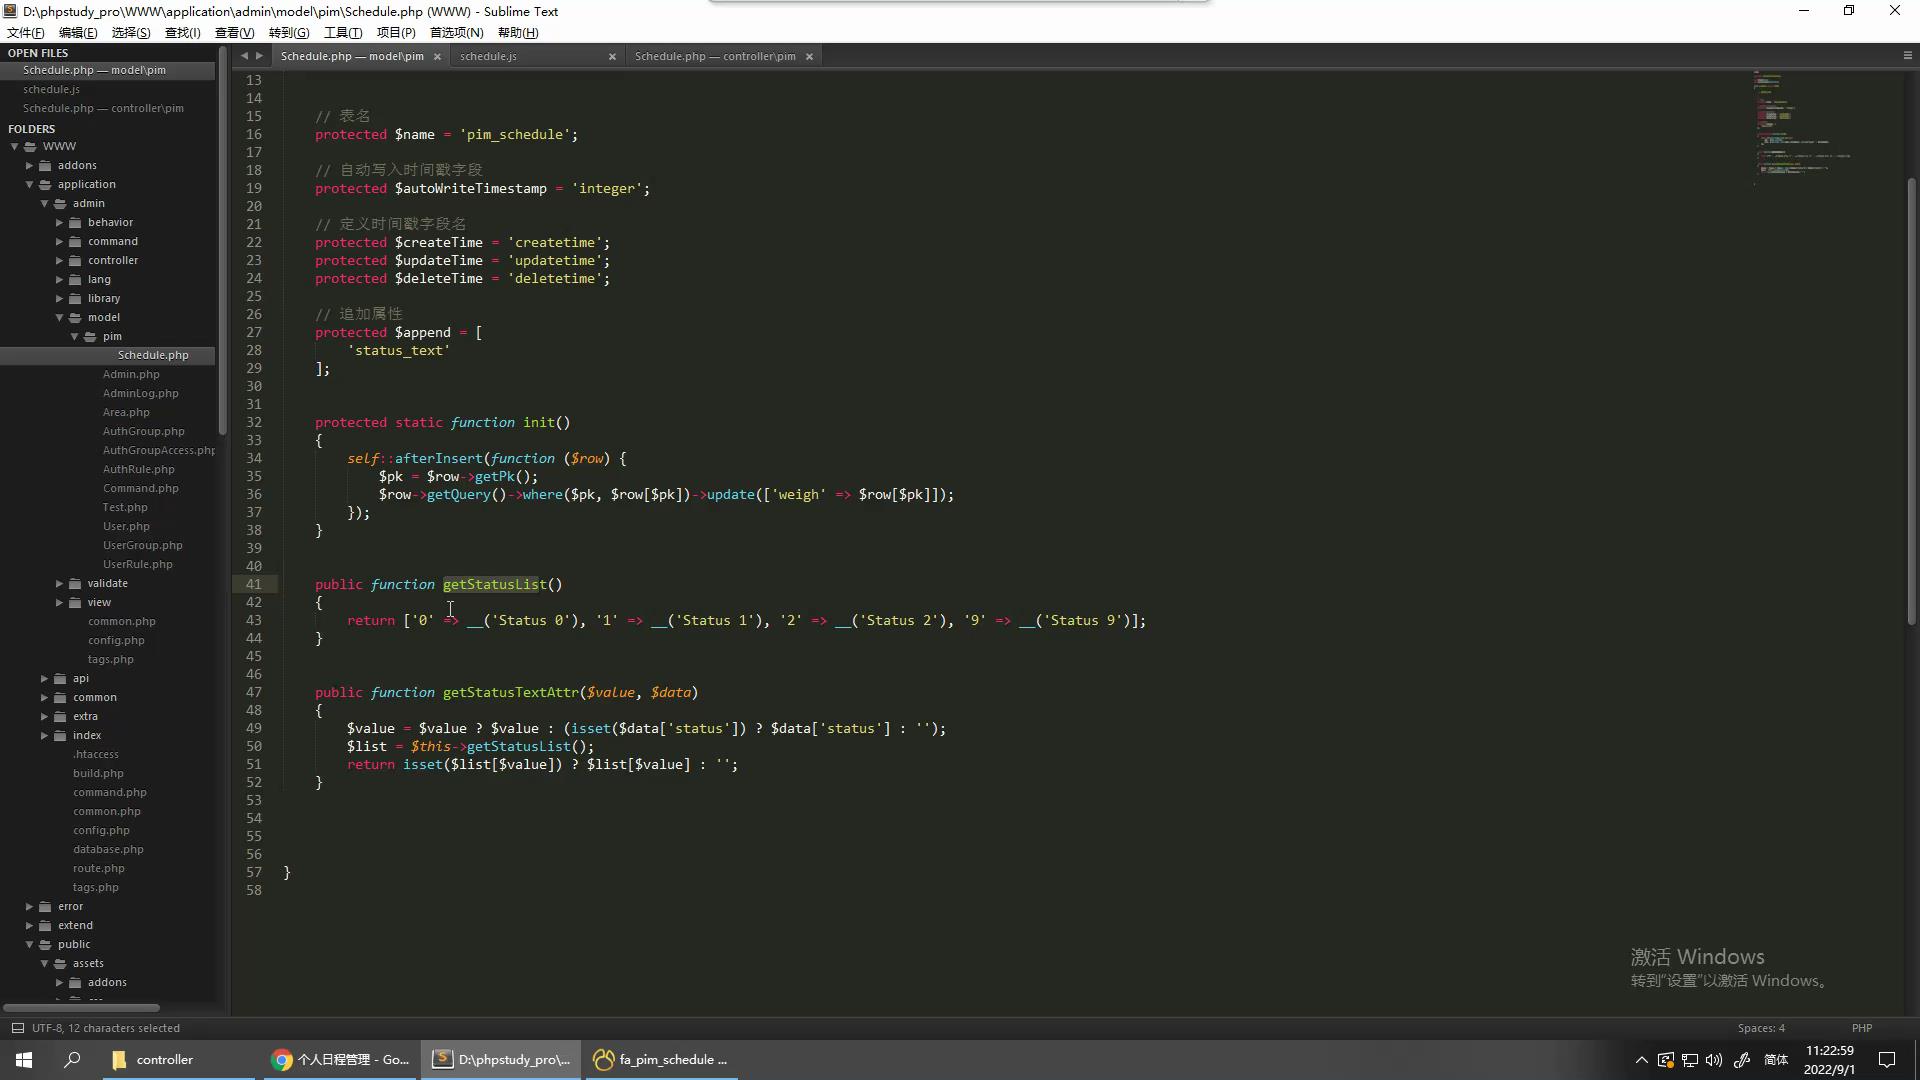 D:\phpstudy_pro\WWW\application\admin\model\pim\Schedule.php (WWW) - Sublime Text
文件(F) 编辑(E) 选择(S) 查找(I) 查看(V) 转到(G) 工具(T) 项目(P) 首选项(N) 帮助(H)
OPEN FILES
Schedule.php — model\pim
schedule.js
Schedule.php — controller\pim
FOLDERS
WWW
addons
application
admin
behavior
command
controller
lang
library
model
pim
Schedule.php
Admin.php
AdminLog.php
Area.php
AuthGroup.php
AuthGroupAccess.php
AuthRule.php
Command.php
Test.php
User.php
UserGroup.php
UserRule.php
validate
view
common.php
config.php
tags.php
api
common
extra
index
.htaccess
build.php
command.php
common.php
config.php
database.php
route.php
tags.php
error
extend
public
assets
addons
Schedule.php — model\pim × schedule.js × Schedule.php — controller\pim ×
13
14
15 // 表名
16 protected $name = 'pim_schedule';
17
18 // 自动写入时间戳字段
19 protected $autoWriteTimestamp = 'integer';
20
21 // 定义时间戳字段名
22 protected $createTime = 'createtime';
23 protected $updateTime = 'updatetime';
24 protected $deleteTime = 'deletetime';
25
26 // 追加属性
27 protected $append = [
28 'status_text'
29 ];
30
31
32 protected static function init()
33 {
34 self::afterInsert(function ($row) {
35 $pk = $row->getPk();
36 $row->getQuery()->where($pk, $row[$pk])->update(['weigh' => $row[$pk]]);
37 });
38 }
39
40
41 public function getStatusList()
42 {
43 return ['0' => __('Status 0'), '1' => __('Status 1'), '2' => __('Status 2'), '9' => __('Status 9')];
44 }
45
46
47 public function getStatusTextAttr($value, $data)
48 {
49 $value = $value ? $value : (isset($data['status']) ? $data['status'] : '');
50 $list = $this->getStatusList();
51 return isset($list[$value]) ? $list[$value] : '';
52 }
53
54
55
56
57 }
58
激活 Windows
转到"设置"以激活 Windows。
UTF-8, 12 characters selected
Spaces: 4 PHP
controller
个人日程管理 - Go...
D:\phpstudy_pro\...
fa_pim_schedule ...
简体
11:22:59
2022/9/1